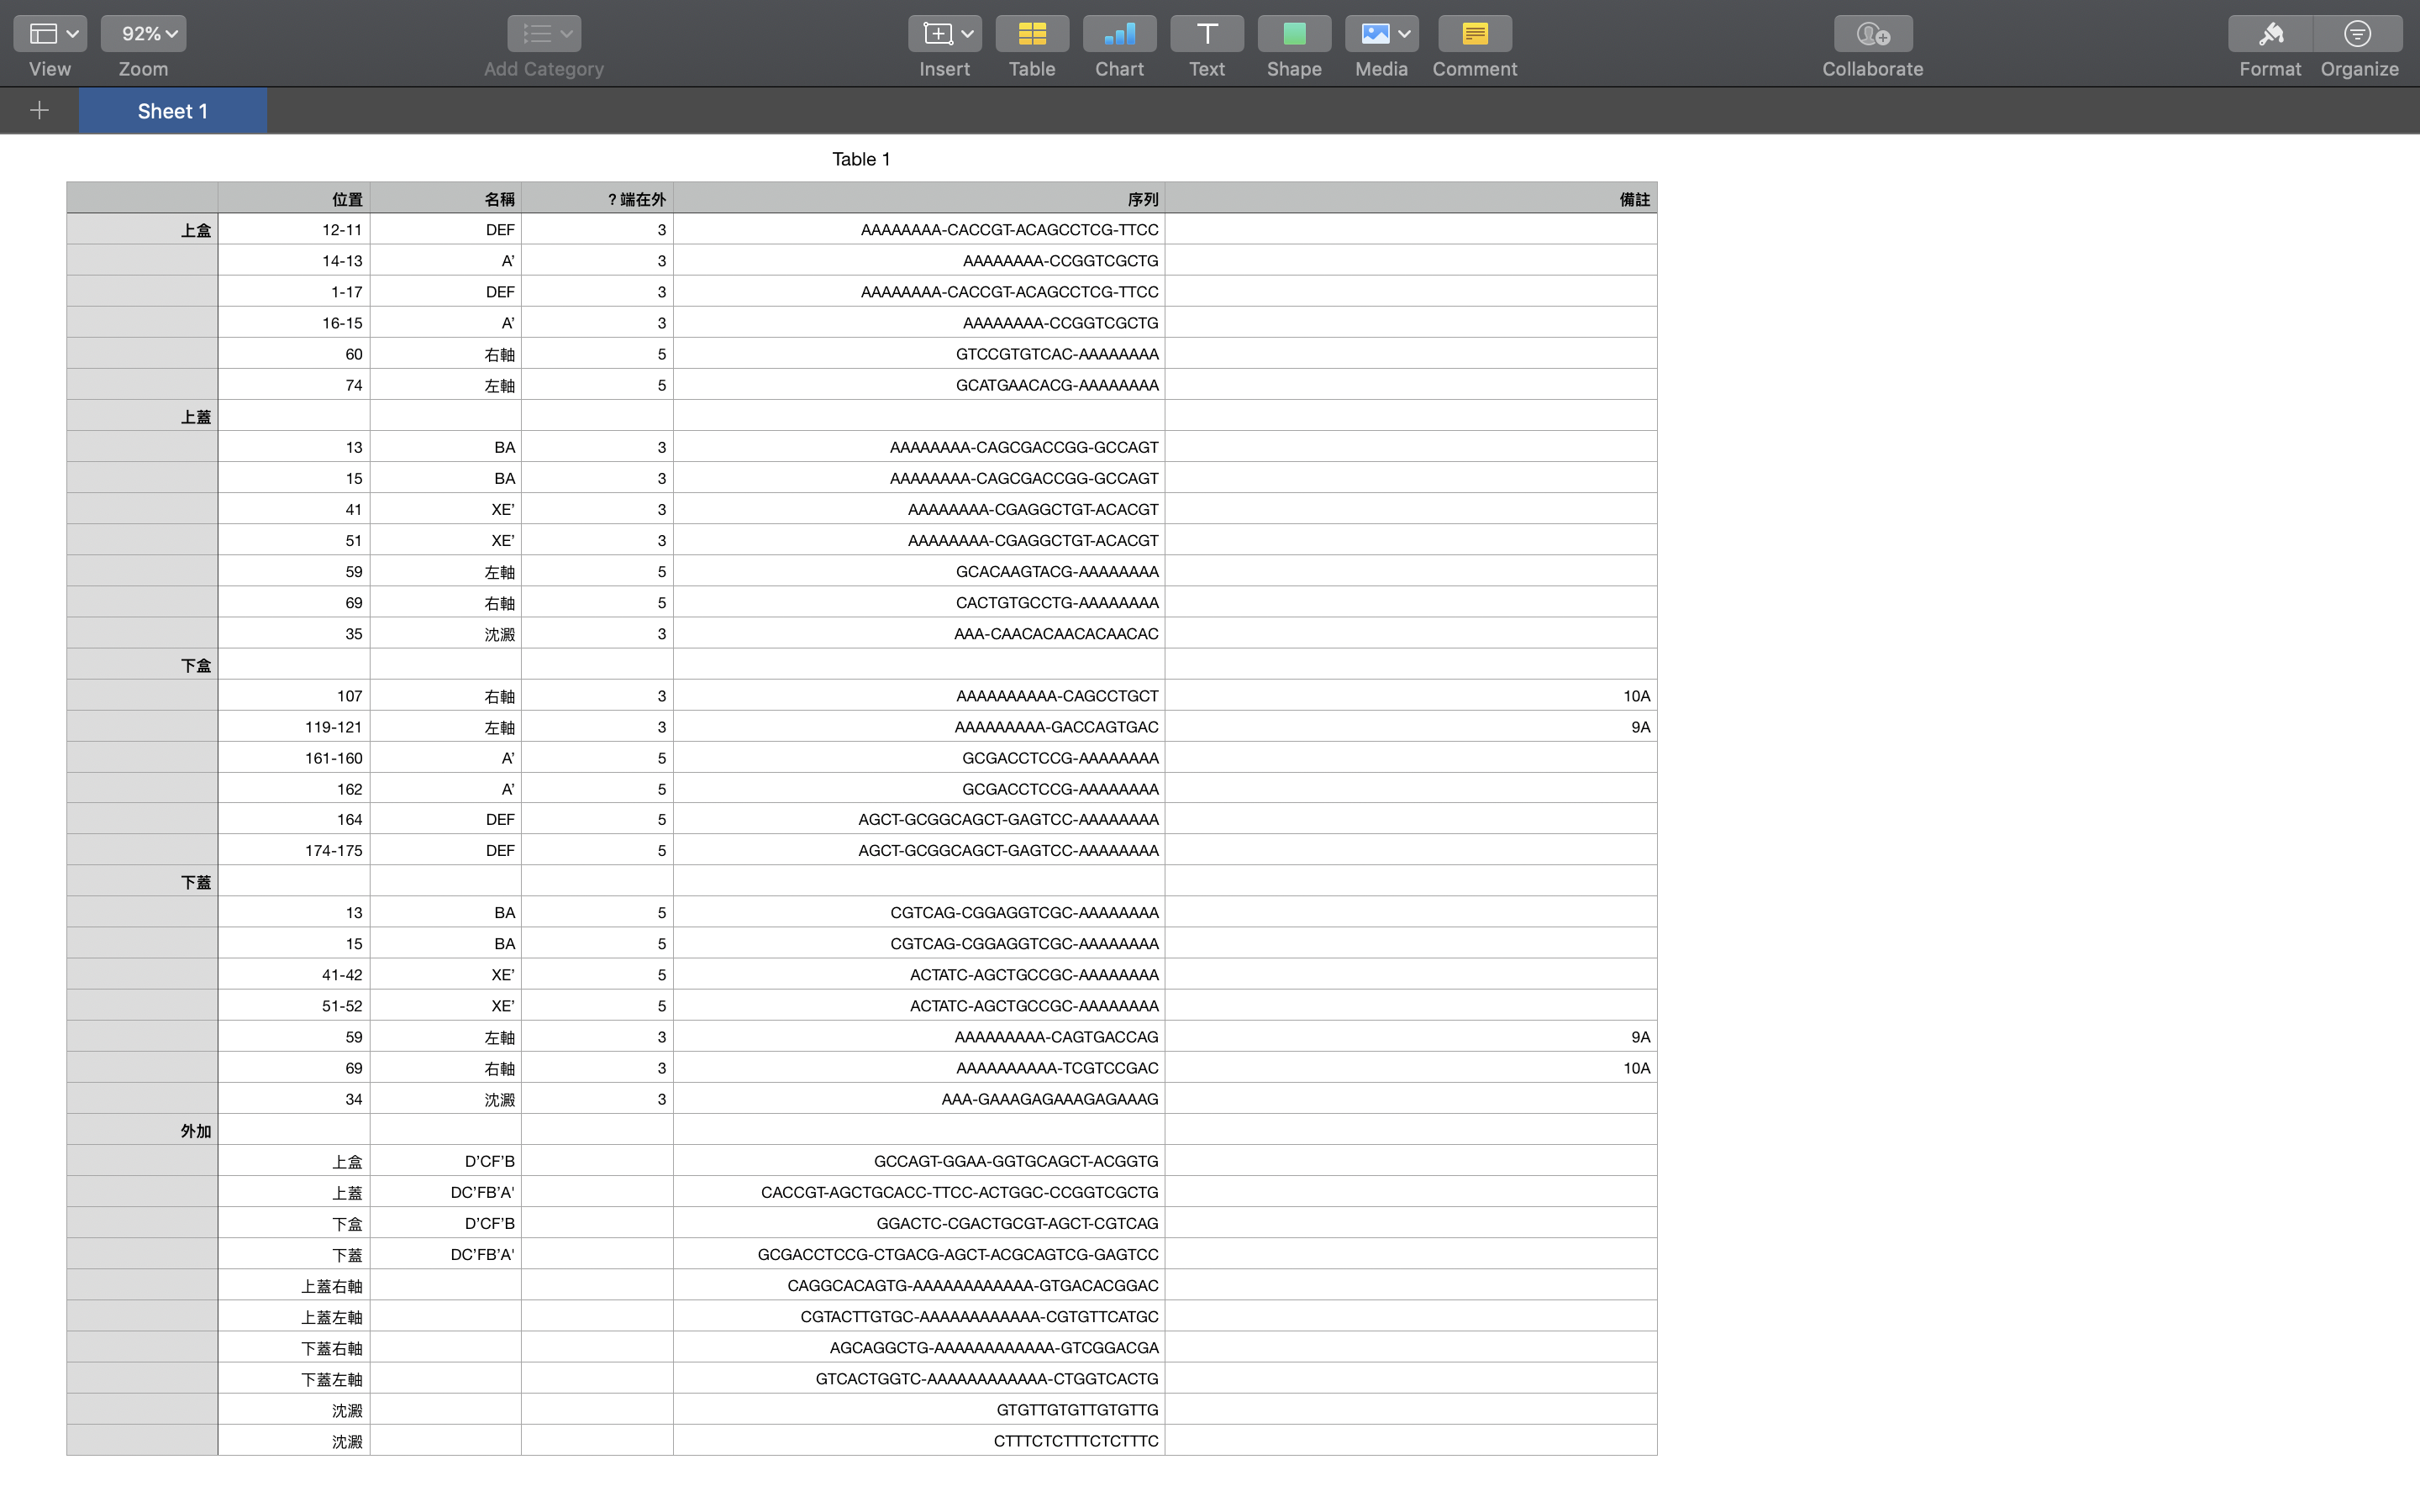 92%
View Zoom Add Category Insert Table Chart Text Shape Media Comment Collaborate Format Organize
Sheet 1
Table 1
位置 名稱 ? 端在外 序列 備註
上盒 12-11 DEF 3 AAAAAAAA-CACCGT-ACAGCCTCG-TTCC
14-13 A’ 3 AAAAAAAA-CCGGTCGCTG
1-17 DEF 3 AAAAAAAA-CACCGT-ACAGCCTCG-TTCC
16-15 A’ 3 AAAAAAAA-CCGGTCGCTG
60 右軸 5 GTCCGTGTCAC-AAAAAAAA
74 左軸 5 GCATGAACACG-AAAAAAAA
上蓋
13 BA 3 AAAAAAAA-CAGCGACCGG-GCCAGT
15 BA 3 AAAAAAAA-CAGCGACCGG-GCCAGT
41 XE’ 3 AAAAAAAA-CGAGGCTGT-ACACGT
51 XE’ 3 AAAAAAAA-CGAGGCTGT-ACACGT
59 左軸 5 GCACAAGTACG-AAAAAAAA
69 右軸 5 CACTGTGCCTG-AAAAAAAA
35 沈澱 3 AAA-CAACACAACACAACAC
下盒
107 右軸 3 AAAAAAAAAA-CAGCCTGCT 10A
119-121 左軸 3 AAAAAAAAA-GACCAGTGAC 9A
161-160 A’ 5 GCGACCTCCG-AAAAAAAA
162 A’ 5 GCGACCTCCG-AAAAAAAA
164 DEF 5 AGCT-GCGGCAGCT-GAGTCC-AAAAAAAA
174-175 DEF 5 AGCT-GCGGCAGCT-GAGTCC-AAAAAAAA
下蓋
13 BA 5 CGTCAG-CGGAGGTCGC-AAAAAAAA
15 BA 5 CGTCAG-CGGAGGTCGC-AAAAAAAA
41-42 XE’ 5 ACTATC-AGCTGCCGC-AAAAAAAA
51-52 XE’ 5 ACTATC-AGCTGCCGC-AAAAAAAA
59 左軸 3 AAAAAAAAA-CAGTGACCAG 9A
69 右軸 3 AAAAAAAAAA-TCGTCCGAC 10A
34 沈澱 3 AAA-GAAAGAGAAAGAGAAAG
外加
上盒 D’CF’B GCCAGT-GGAA-GGTGCAGCT-ACGGTG
上蓋 DC’FB’A' CACCGT-AGCTGCACC-TTCC-ACTGGC-CCGGTCGCTG
下盒 D’CF’B GGACTC-CGACTGCGT-AGCT-CGTCAG
下蓋 DC’FB’A' GCGACCTCCG-CTGACG-AGCT-ACGCAGTCG-GAGTCC
上蓋右軸 CAGGCACAGTG-AAAAAAAAAAAA-GTGACACGGAC
上蓋左軸 CGTACTTGTGC-AAAAAAAAAAAA-CGTGTTCATGC
下蓋右軸 AGCAGGCTG-AAAAAAAAAAAA-GTCGGACGA
下蓋左軸 GTCACTGGTC-AAAAAAAAAAAA-CTGGTCACTG
沈澱 GTGTTGTGTTGTGTTG
沈澱 CTTTCTCTTTCTCTTTC